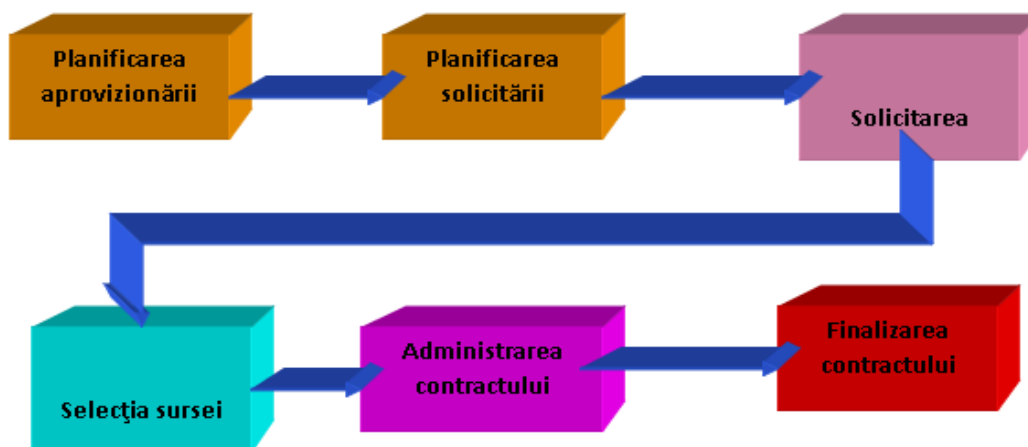 Planificarea
aprovizionării
Planificarea
solicitării
Solicitarea
Selecţia sursei
Administrarea
contractului
Finalizarea
contractului